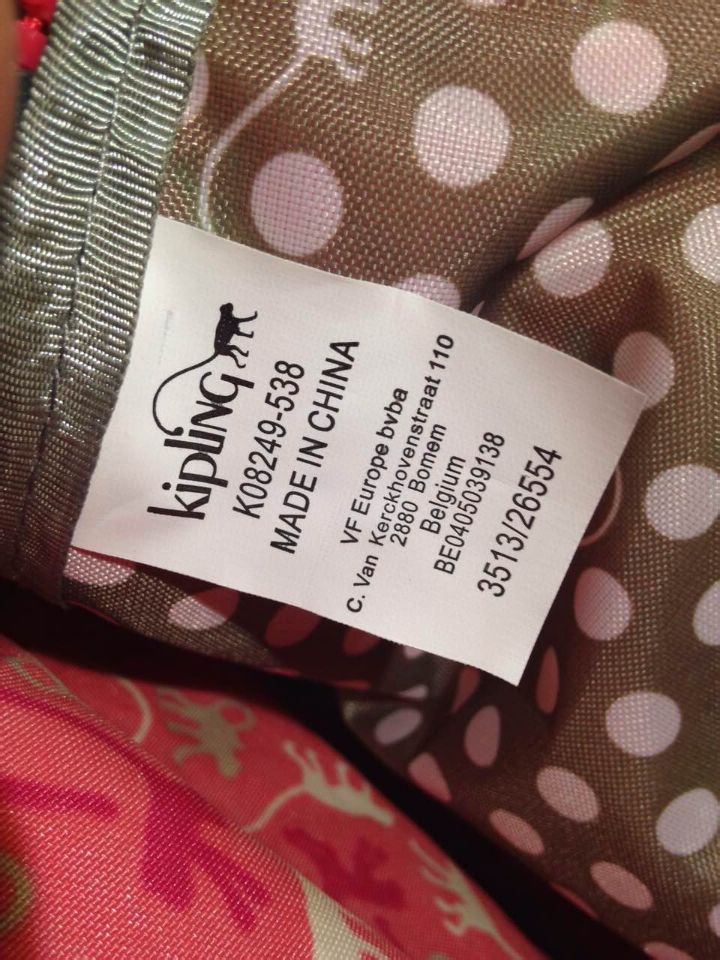 kipling
K08249-538
MADE IN CHINA
VF Europe bvba
C. Van Kerckhovenstraat 110
2880 Bornem
Belgium
BE0405039138
3513/26554